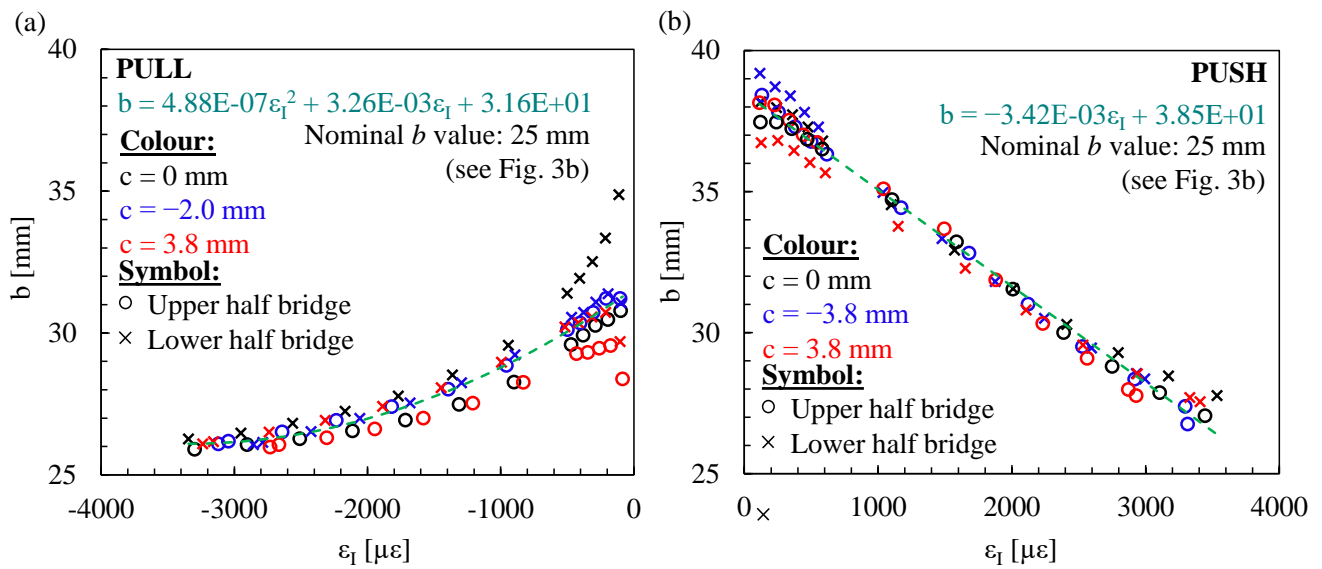 (a)
40
35
30
25
b [mm]
PULL
b = 4.88E-07εI² + 3.26E-03εI + 3.16E+01
Nominal b value: 25 mm
(see Fig. 3b)
Colour:
c = 0 mm
c = −2.0 mm
c = 3.8 mm
Symbol:
Upper half bridge
Lower half bridge
-4000 -3000 -2000 -1000 0
εI [µε]
(b)
40
35
30
25
b [mm]
PUSH
b = −3.42E-03εI + 3.85E+01
Nominal b value: 25 mm
(see Fig. 3b)
Colour:
c = 0 mm
c = −3.8 mm
c = 3.8 mm
Symbol:
Upper half bridge
Lower half bridge
0 1000 2000 3000 4000
εI [µε]